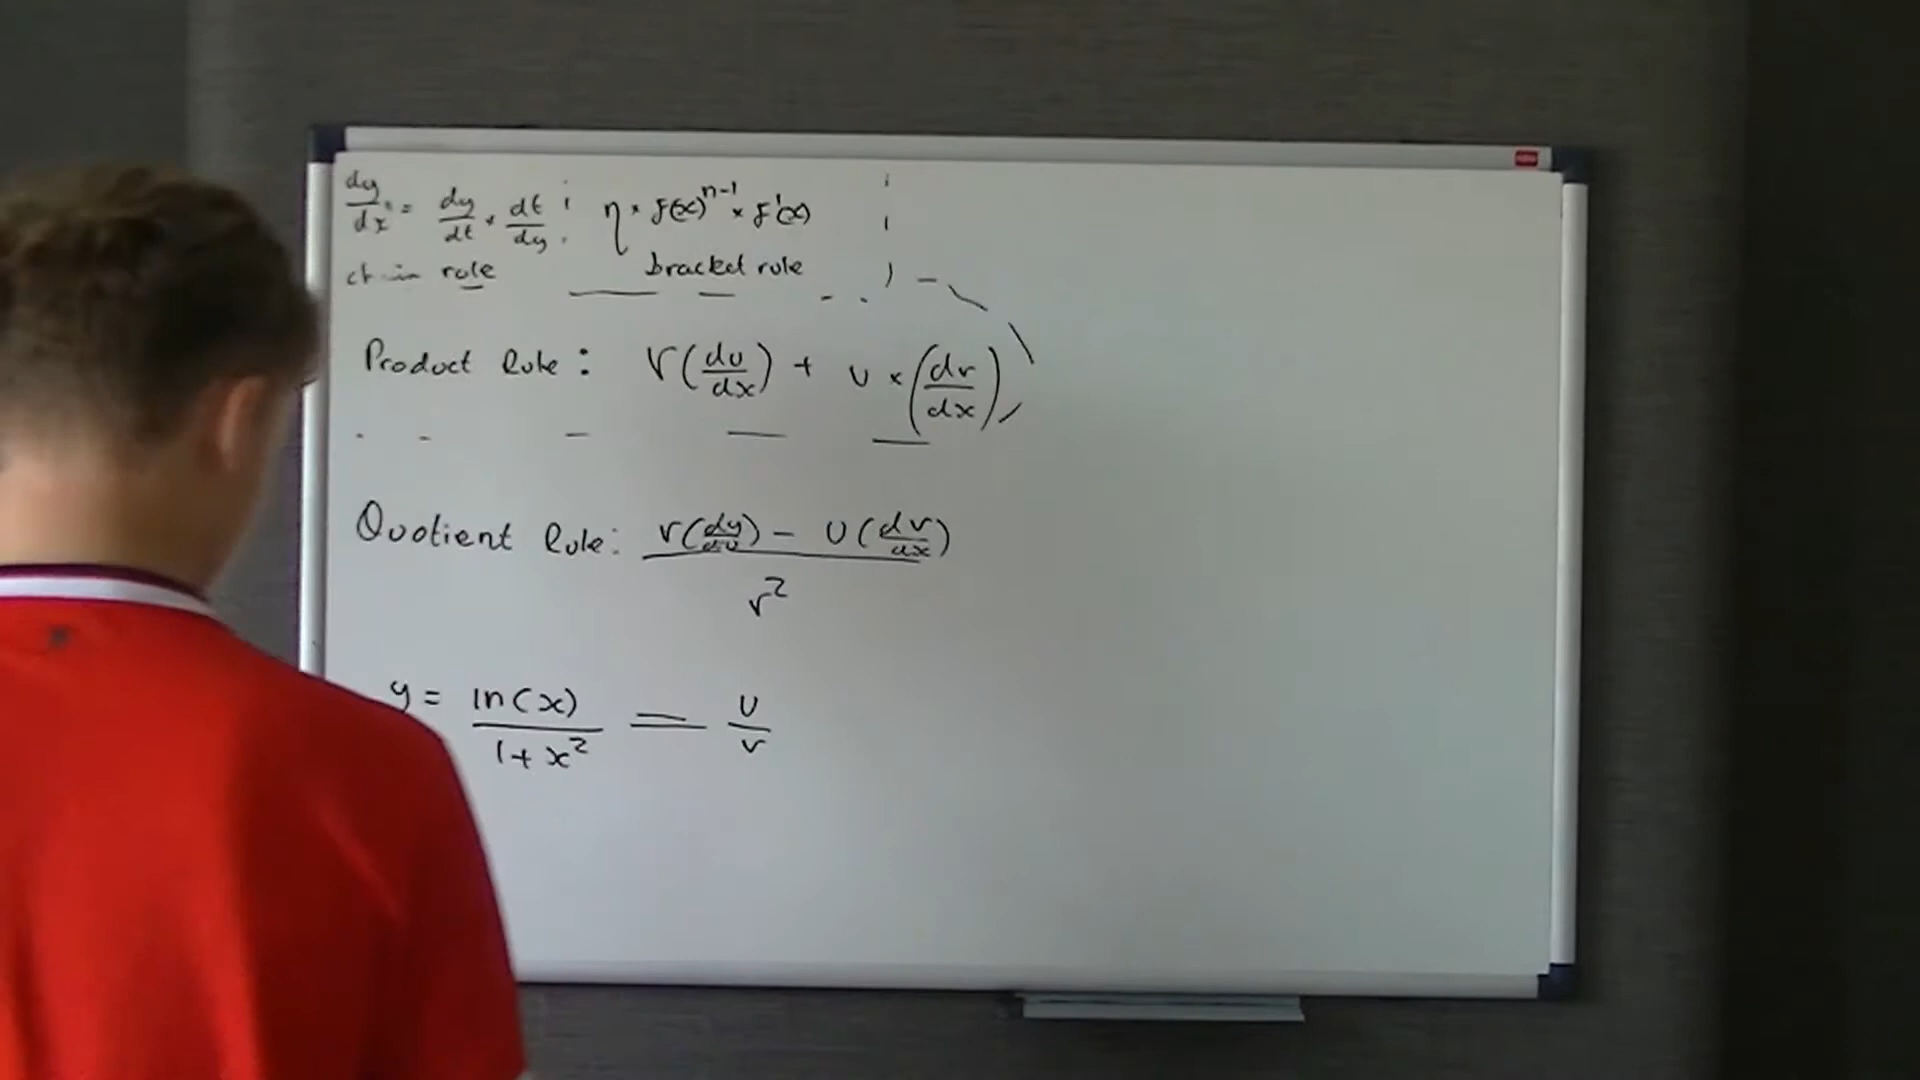 dy/dx = dy/dt × dt/dy η × f(x)^n-1 × f'(x)
rule bracket rule
Product Rule: V(du/dx) + u × (dv/dx)
Quotient Rule: v(dy/du) - u(dv/dx)
v²
y = ln(x)/1+x² = u/v